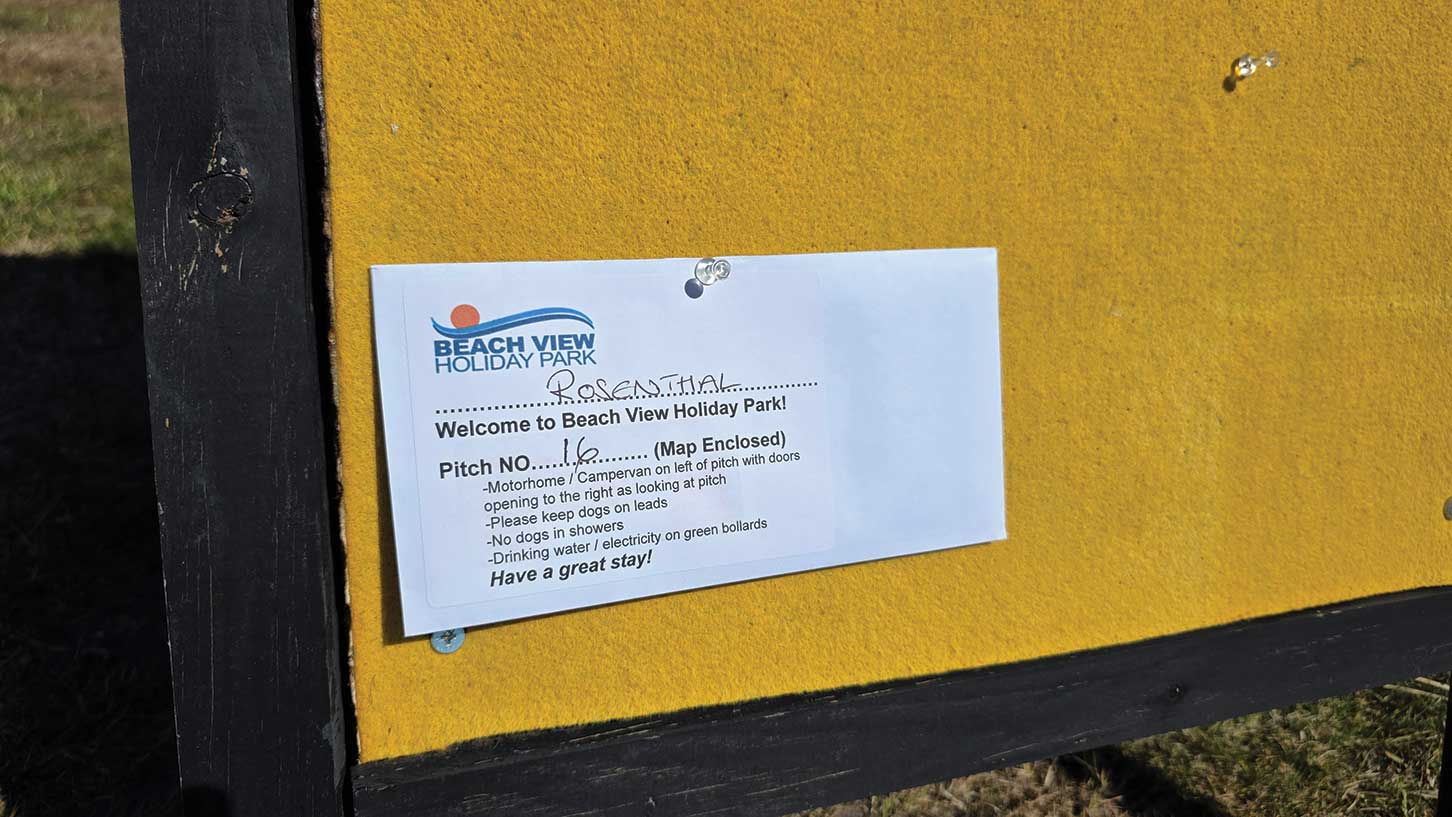 BEACH VIEW
HOLIDAY PARK
ROSENTHAL
Welcome to Beach View Holiday Park!
Pitch NO.....16.......... (Map Enclosed)
-Motorhome / Campervan on left of pitch with doors
opening to the right as looking at pitch
-Please keep dogs on leads
-No dogs in showers
-Drinking water / electricity on green bollards
Have a great stay!